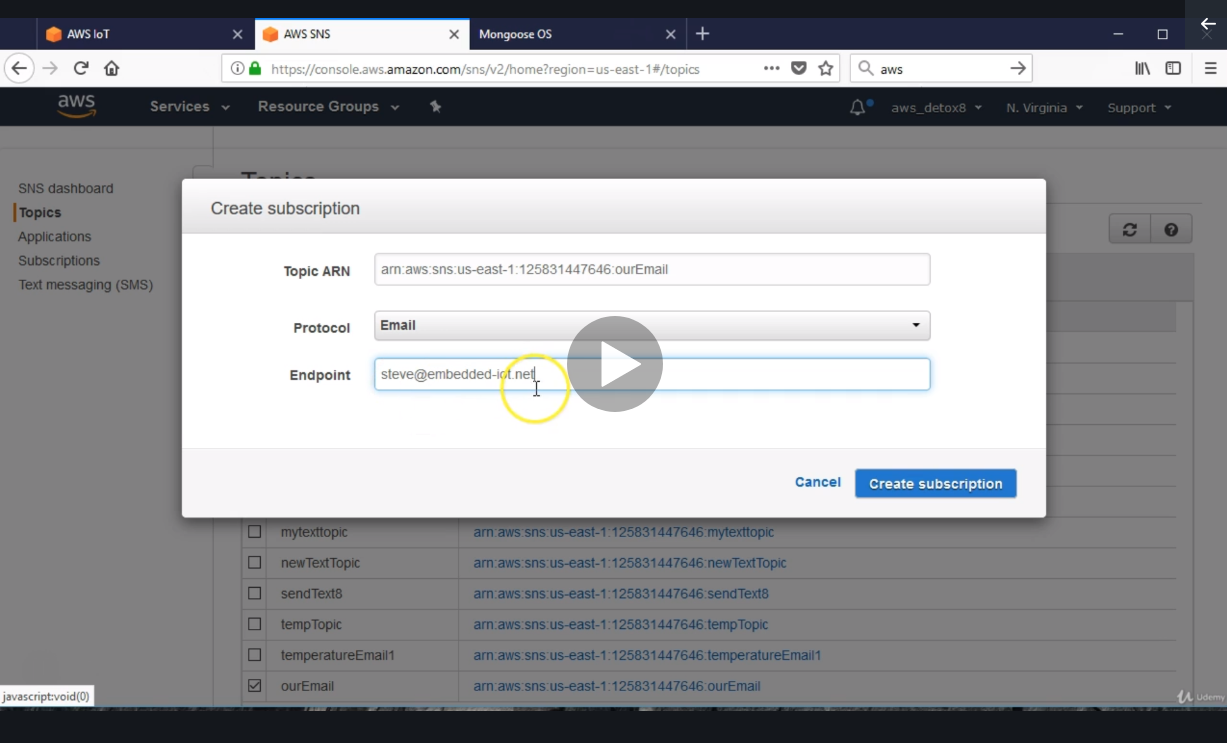 AWS IoT
AWS SNS
Mongoose OS
https://console.aws.amazon.com/sns/v2/home?region=us-east-1#/topics
aws
aws
Services
Resource Groups
aws_detox8
N. Virginia
Support
SNS dashboard
Topics
Applications
Subscriptions
Text messaging (SMS)
Topics
Create subscription
Topic ARN
arn:aws:sns:us-east-1:125831447646:ourEmail
Protocol
Email
Endpoint
steve@embedded-iot.net
Cancel
Create subscription
mytexttopic arn:aws:sns:us-east-1:125831447646:mytexttopic
newTextTopic arn:aws:sns:us-east-1:125831447646:newTextTopic
sendText8 arn:aws:sns:us-east-1:125831447646:sendText8
tempTopic arn:aws:sns:us-east-1:125831447646:tempTopic
temperatureEmail1 arn:aws:sns:us-east-1:125831447646:temperatureEmail1
ourEmail arn:aws:sns:us-east-1:125831447646:ourEmail
javascript:void(0)
Udemy